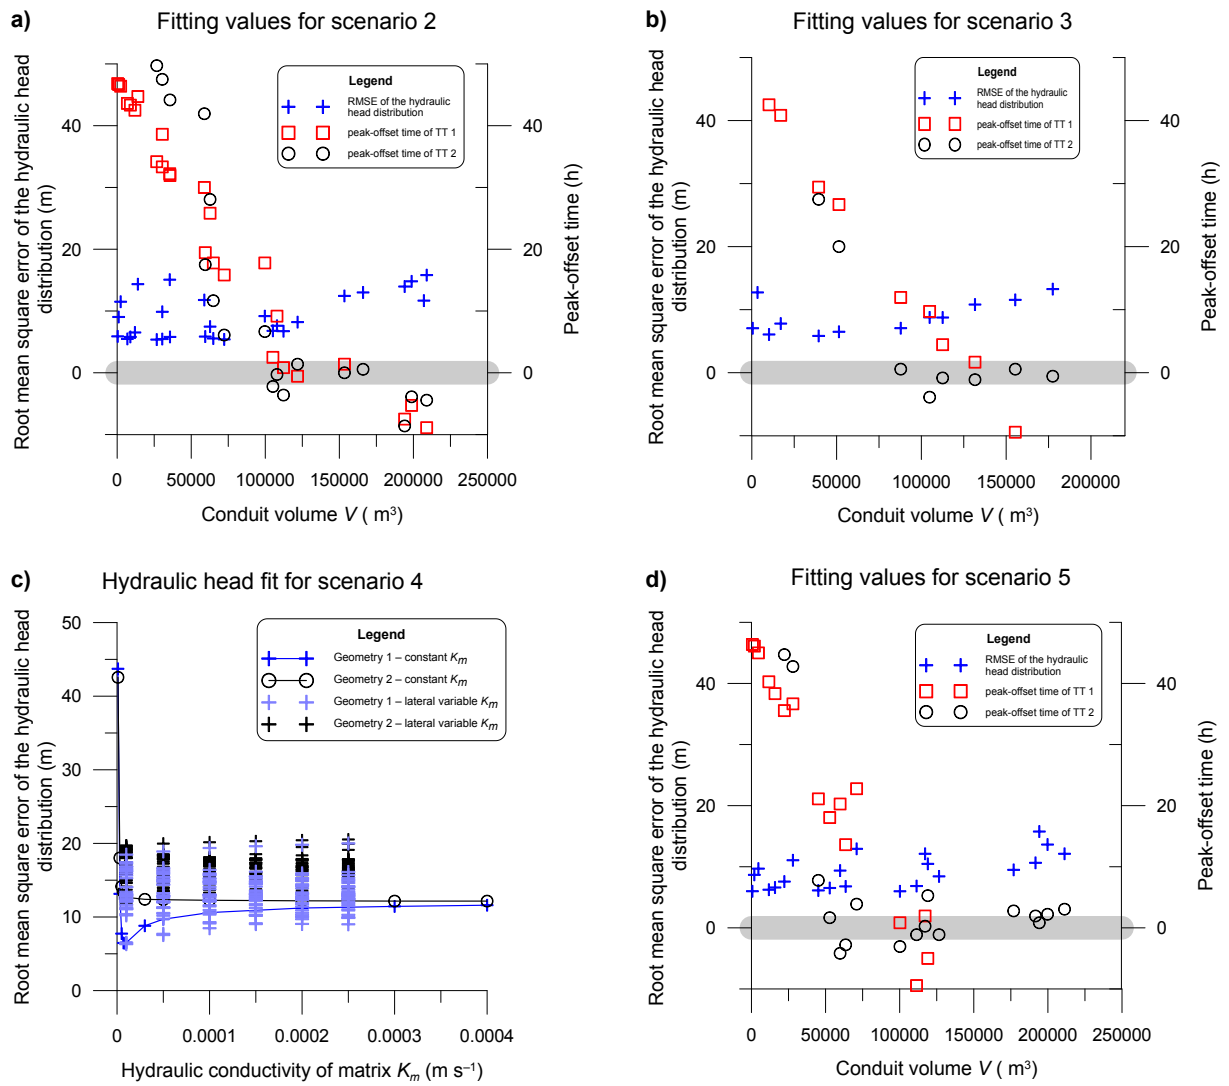 a)
Fitting values for scenario 2
Root mean square error of the hydraulic head
distribution (m)
40
20
0
Legend
RMSE of the hydraulic
head distribution
peak-offset time of TT 1
peak-offset time of TT 2
40
20
0
Peak-offset time (h)
0 50000 100000 150000 200000 250000
Conduit volume V ( m³)
b)
Fitting values for scenario 3
Root mean square error of the hydraulic head
distribution (m)
40
20
0
Legend
RMSE of the hydraulic
head distribution
peak-offset time of TT 1
peak-offset time of TT 2
40
20
0
Peak-offset time (h)
0 50000 100000 150000 200000
Conduit volume V ( m³)
c)
Hydraulic head fit for scenario 4
Root mean square error of the hydraulic head
distribution (m)
50
40
30
20
10
0
Legend
Geometry 1 – constant Km
Geometry 2 – constant Km
Geometry 1 – lateral variable Km
Geometry 2 – lateral variable Km
0 0.0001 0.0002 0.0003 0.0004
Hydraulic conductivity of matrix Km (m s⁻¹)
d)
Fitting values for scenario 5
Root mean square error of the hydraulic head
distribution (m)
40
20
0
Legend
RMSE of the hydraulic
head distribution
peak-offset time of TT 1
peak-offset time of TT 2
40
20
0
Peak-offset time (h)
0 50000 100000 150000 200000 250000
Conduit volume V ( m³)